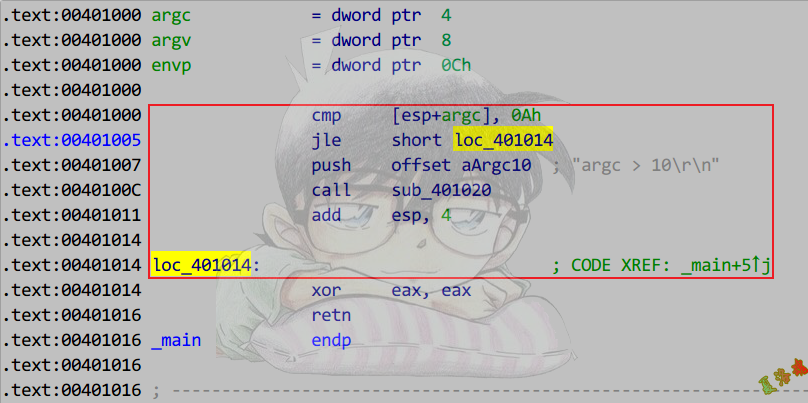 .text:00401000 argc = dword ptr 4
.text:00401000 argv = dword ptr 8
.text:00401000 envp = dword ptr 0Ch
.text:00401000
.text:00401000 cmp [esp+argc], 0Ah
.text:00401005 jle short loc_401014
.text:00401007 push offset aArgc10 ; "argc > 10\r\n"
.text:0040100C call sub_401020
.text:00401011 add esp, 4
.text:00401014
.text:00401014 loc_401014: ; CODE XREF: _main+5↑j
.text:00401014 xor eax, eax
.text:00401016 retn
.text:00401016 _main endp
.text:00401016
.text:00401016 ; ---------------------------------------------------------------------------